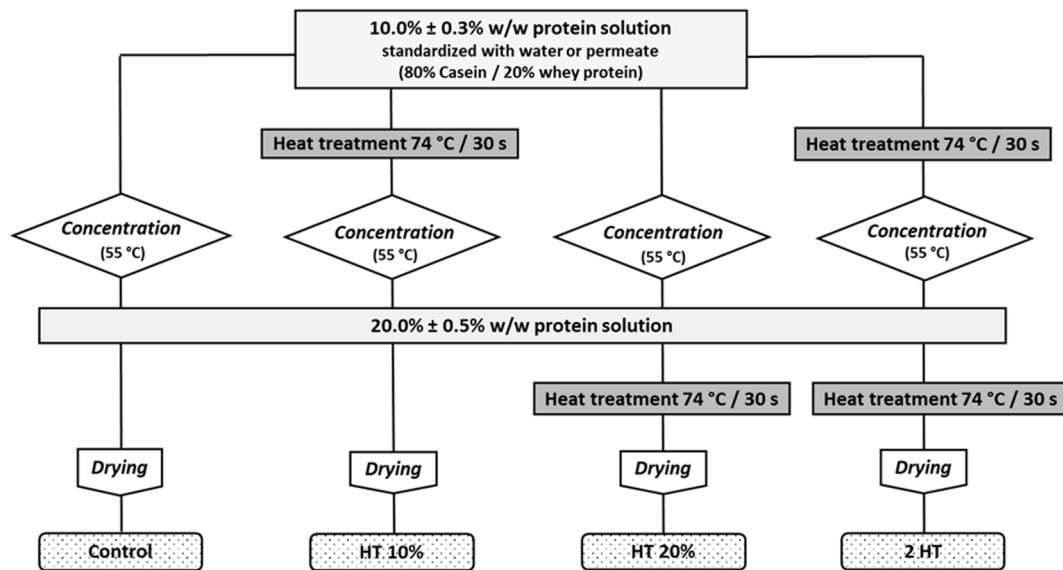 10.0% ± 0.3% w/w protein solution
standardized with water or permeate
(80% Casein / 20% whey protein)
Heat treatment 74 °C / 30 s
Heat treatment 74 °C / 30 s
Concentration
(55 °C)
Concentration
(55 °C)
Concentration
(55 °C)
Concentration
(55 °C)
20.0% ± 0.5% w/w protein solution
Heat treatment 74 °C / 30 s
Heat treatment 74 °C / 30 s
Drying
Drying
Drying
Drying
Control
HT 10%
HT 20%
2 HT